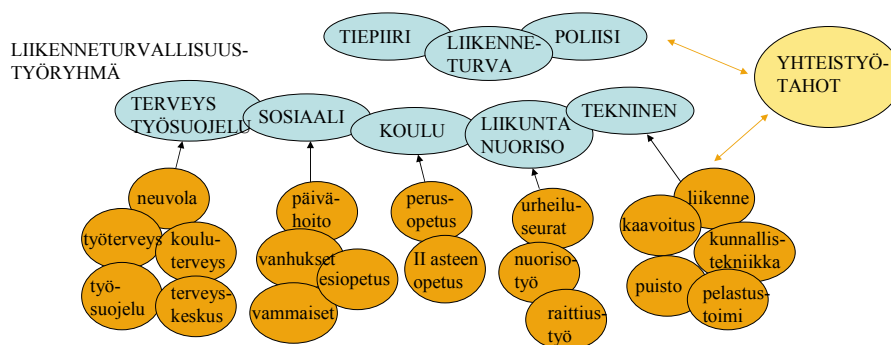 LIIKENNETURVALLISUUS-
TYÖRYHMÄ
TIEPIIRI
LIIKENNE-
TURVA
POLIISI
YHTEISTYÖ-
TAHOT
TERVEYS
TYÖSUOJELU
SOSIAALI
KOULU
LIIKUNTA
NUORISO
TEKNINEN
neuvola
työterveys
koulu-
terveys
työ-
suojelu
terveys-
keskus
päivä-
hoito
vanhukset
esiopetus
vammaiset
perus-
opetus
II asteen
opetus
urheilu-
seurat
nuoriso-
työ
raittius-
työ
liikenne
kaavoitus
kunnallis-
tekniikka
puisto
pelastus-
toimi